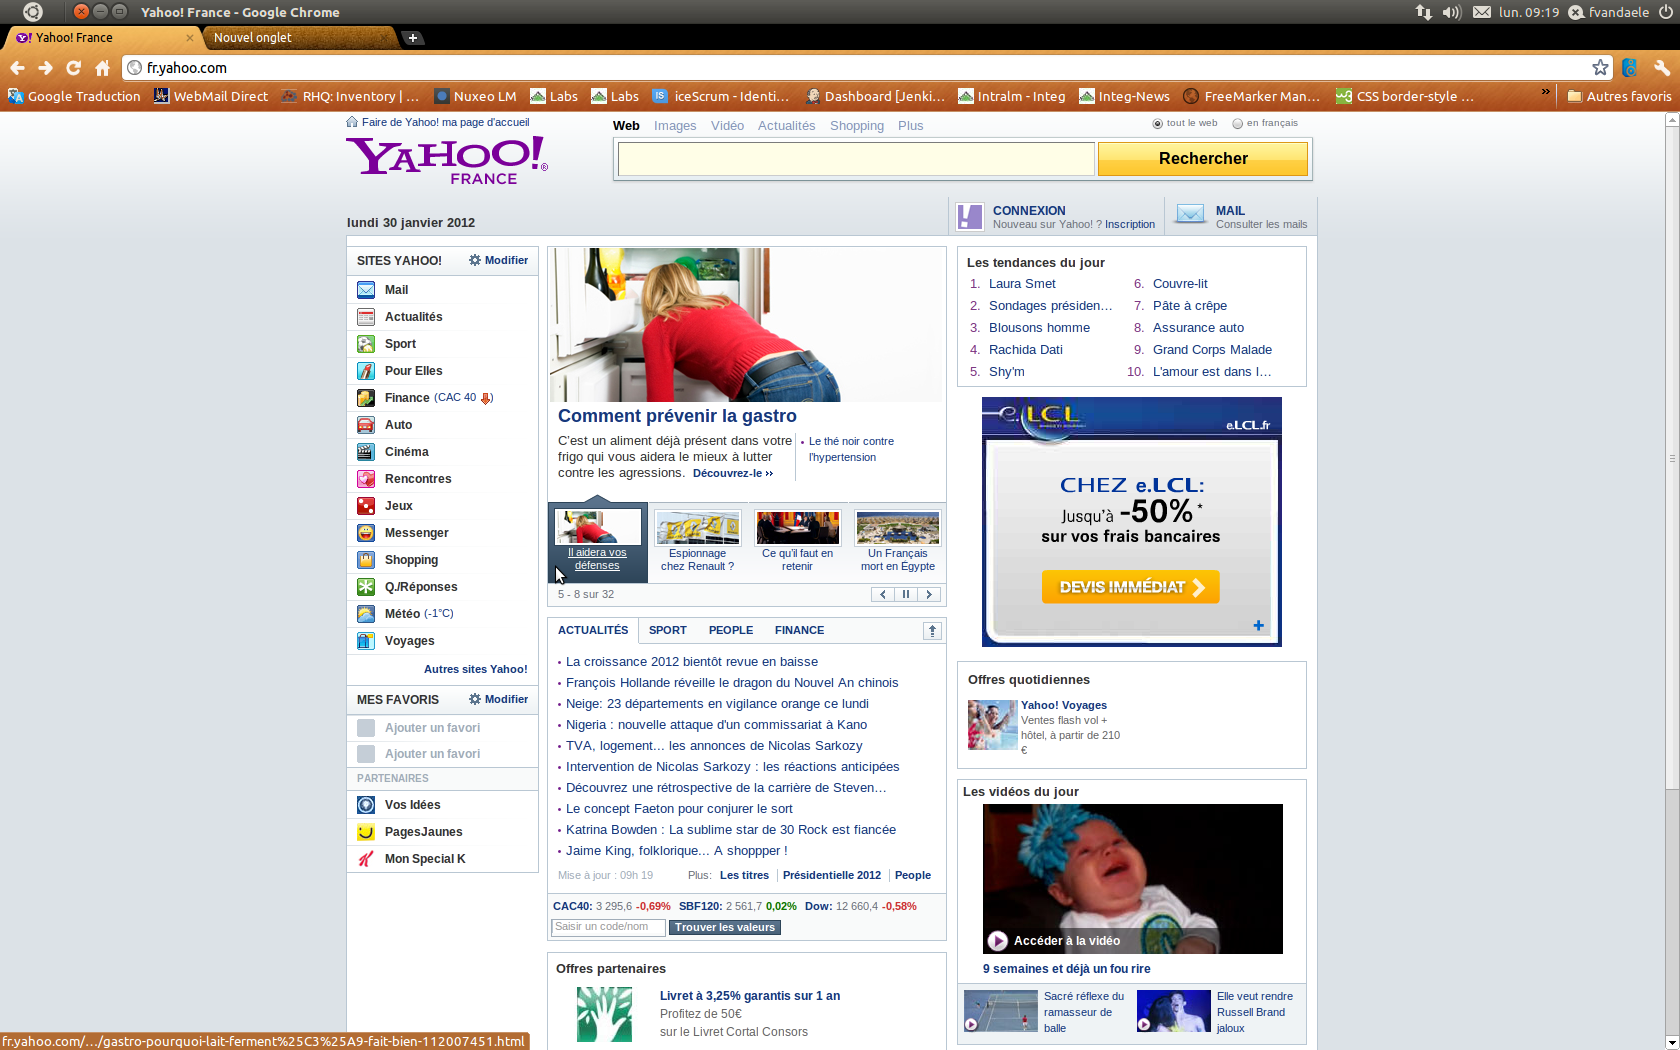 Yahoo! France - Google Chrome
lun. 09:19
fvandaele
Yahoo! France
Nouvel onglet
fr.yahoo.com
Google Traduction
WebMail Direct
RHQ: Inventory | ...
Nuxeo LM
Labs
Labs
iceScrum - Identi...
Dashboard [Jenki...
Intralm - Integ
Integ-News
FreeMarker Man...
CSS border-style ...
»
Autres favoris
Faire de Yahoo! ma page d'accueil
YAHOO!®
FRANCE
Web Images Vidéo Actualités Shopping Plus
tout le web en français
Rechercher
lundi 30 janvier 2012
CONNEXION
Nouveau sur Yahoo! ? Inscription
MAIL
Consulter les mails
SITES YAHOO! Modifier
Mail
Actualités
Sport
Pour Elles
Finance (CAC 40 )
Auto
Cinéma
Rencontres
Jeux
Messenger
Shopping
Q./Réponses
Météo (-1°C)
Voyages
Autres sites Yahoo!
MES FAVORIS Modifier
Ajouter un favori
Ajouter un favori
PARTENAIRES
Vos Idées
PagesJaunes
Mon Special K
Comment prévenir la gastro
C'est un aliment déjà présent dans votre
frigo qui vous aidera le mieux à lutter
contre les agressions. Découvrez-le ››
• Le thé noir contre
l'hypertension
Il aidera vos
défenses
Espionnage
chez Renault ?
Ce qu'il faut en
retenir
Un Français
mort en Égypte
5 - 8 sur 32
ACTUALITÉS SPORT PEOPLE FINANCE
• La croissance 2012 bientôt revue en baisse
• François Hollande réveille le dragon du Nouvel An chinois
• Neige: 23 départements en vigilance orange ce lundi
• Nigeria : nouvelle attaque d'un commissariat à Kano
• TVA, logement... les annonces de Nicolas Sarkozy
• Intervention de Nicolas Sarkozy : les réactions anticipées
• Découvrez une rétrospective de la carrière de Steven…
• Le concept Faeton pour conjurer le sort
• Katrina Bowden : La sublime star de 30 Rock est fiancée
• Jaime King, folklorique... A shoppper !
Mise à jour : 09h 19
Plus: Les titres | Présidentielle 2012 | People
CAC40: 3 295,6 -0,69% SBF120: 2 561,7 0,02% Dow: 12 660,4 -0,58%
Saisir un code/nom
Trouver les valeurs
Offres partenaires
Livret à 3,25% garantis sur 1 an
Profitez de 50€
sur le Livret Cortal Consors
Les tendances du jour
1. Laura Smet
2. Sondages présiden…
3. Blousons homme
4. Rachida Dati
5. Shy'm
6. Couvre-lit
7. Pâte à crêpe
8. Assurance auto
9. Grand Corps Malade
10. L'amour est dans l…
e.LCL
e.LCL.fr
CHEZ e.LCL:
Jusqu'à -50%*
sur vos frais bancaires
DEVIS IMMÉDIAT
Offres quotidiennes
Yahoo! Voyages
Ventes flash vol +
hôtel, à partir de 210
€
Les vidéos du jour
Accéder à la vidéo
9 semaines et déjà un fou rire
Sacré réflexe du
ramasseur de
balle
Elle veut rendre
Russell Brand
jaloux
fr.yahoo.com/.../gastro-pourquoi-lait-ferment%25C3%25A9-fait-bien-112007451.html